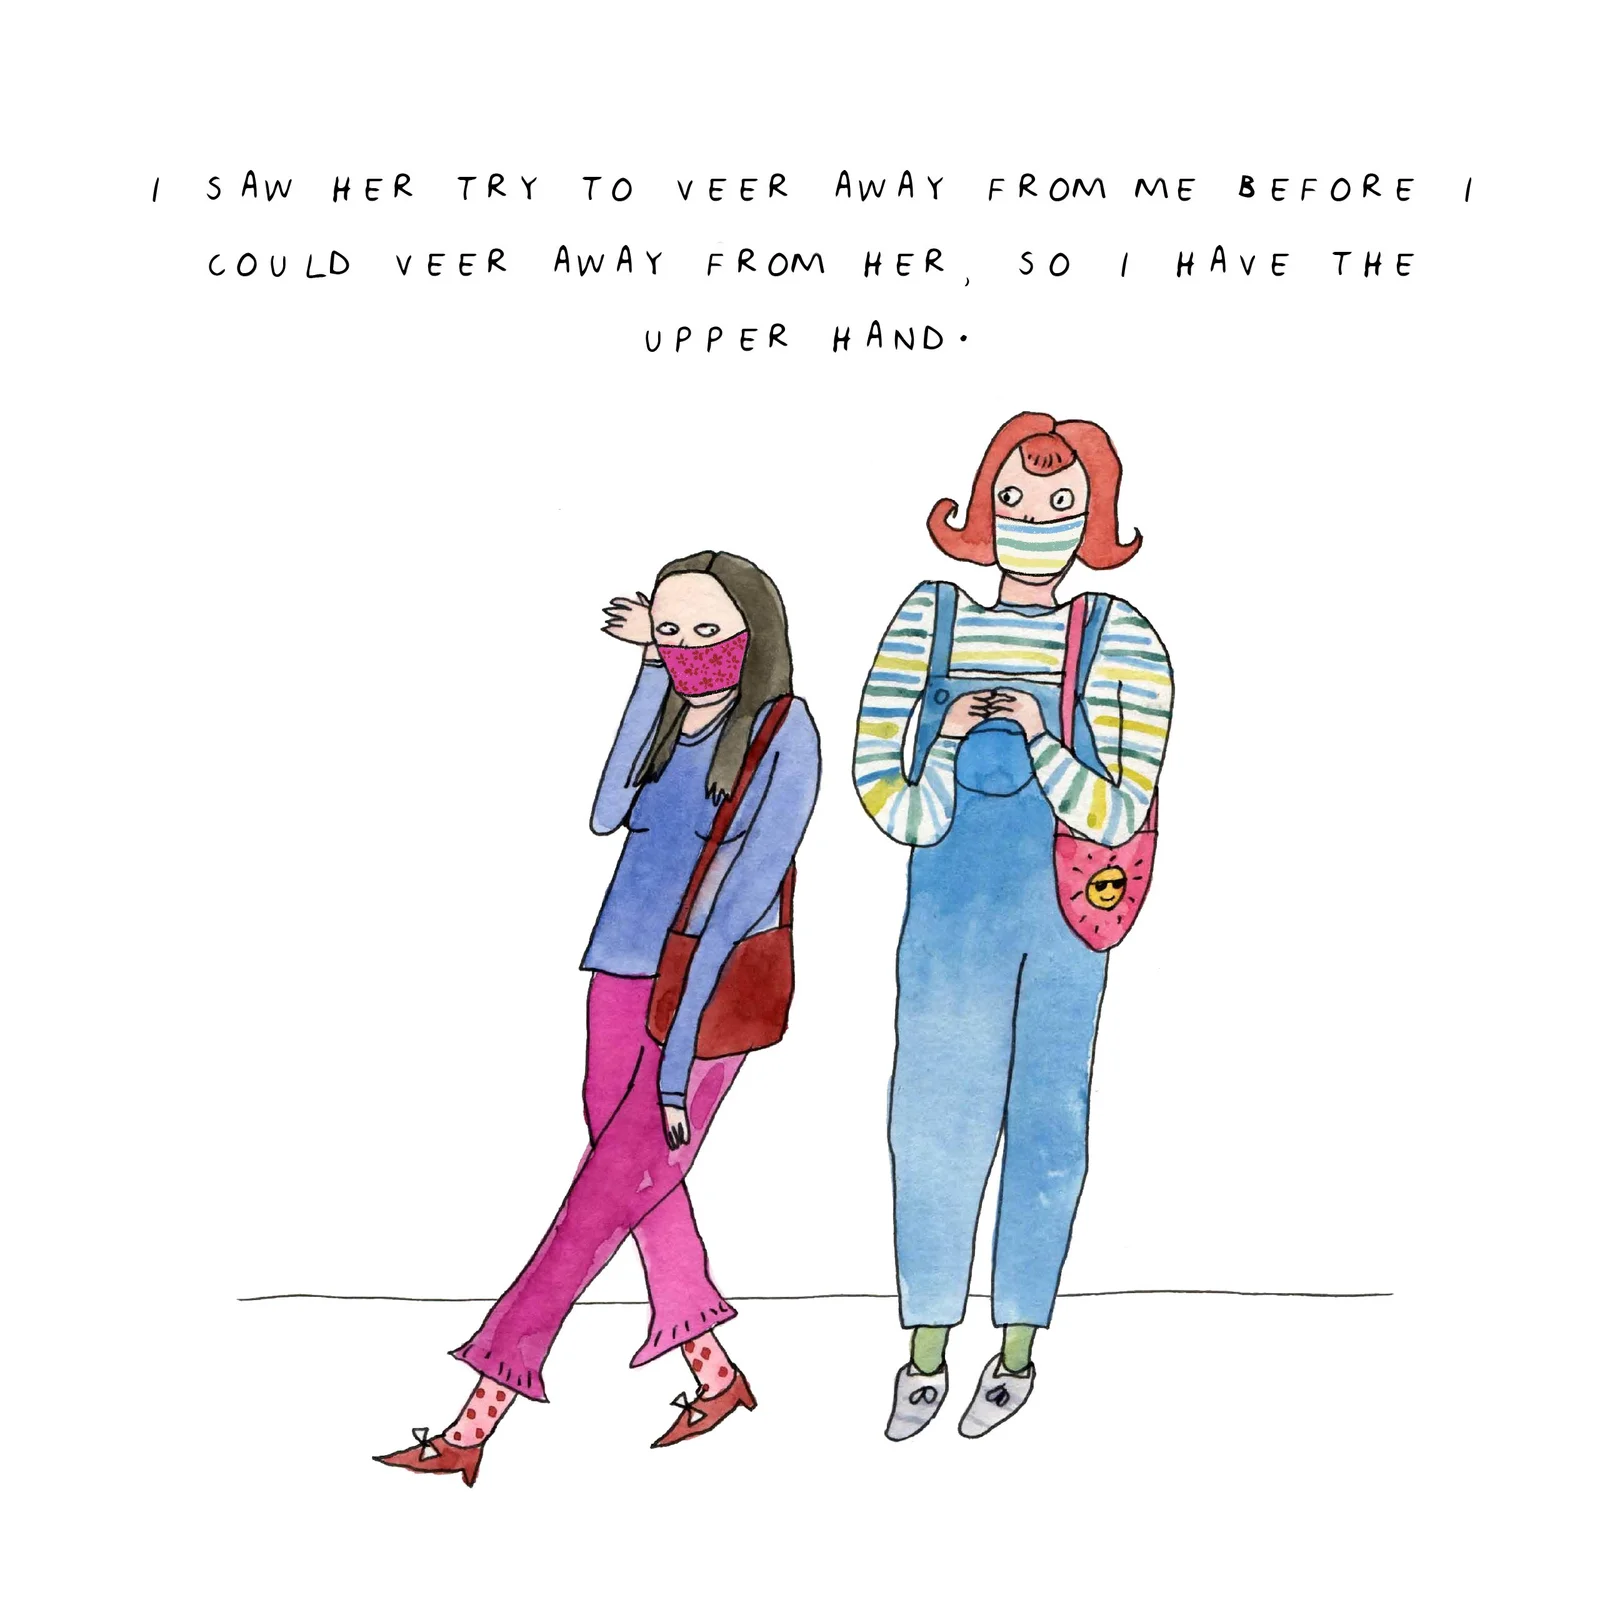 I SAW HER TRY TO VEER AWAY FROM ME BEFORE I
COULD VEER AWAY FROM HER, SO I HAVE THE
UPPER HAND.